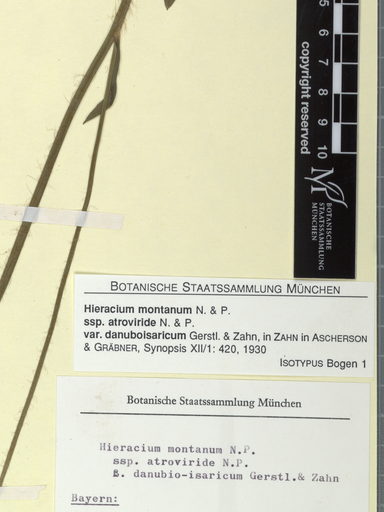 5
6
7
8
9
10
copyright reserved
BOTANISCHE
STAATSSAMMLUNG
MÜNCHEN
BOTANISCHE STAATSSAMMLUNG MÜNCHEN
Hieracium montanum N. & P.
ssp. atroviride N. & P.
var. danuboisaricum Gerstl. & Zahn, in ZAHN in ASCHERSON
& GRÄBNER, Synopsis XII/1: 420, 1930
ISOTYPUS Bogen 1
Botanische Staatssammlung München
Hieracium montanum N.P.
ssp. atroviride N.P.
danubio-isaricum Gerstl.& Zahn
Bayern: